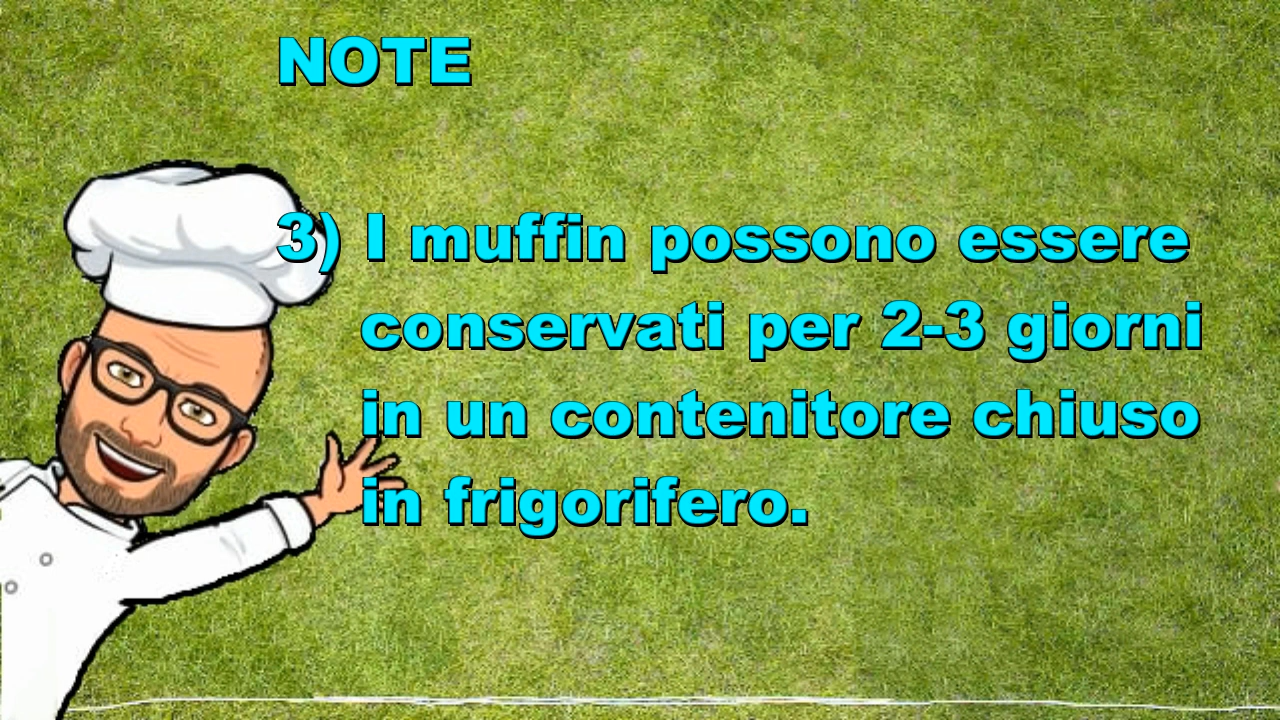 NOTE
3) I muffin possono essere
conservati per 2-3 giorni
in un contenitore chiuso
in frigorifero.